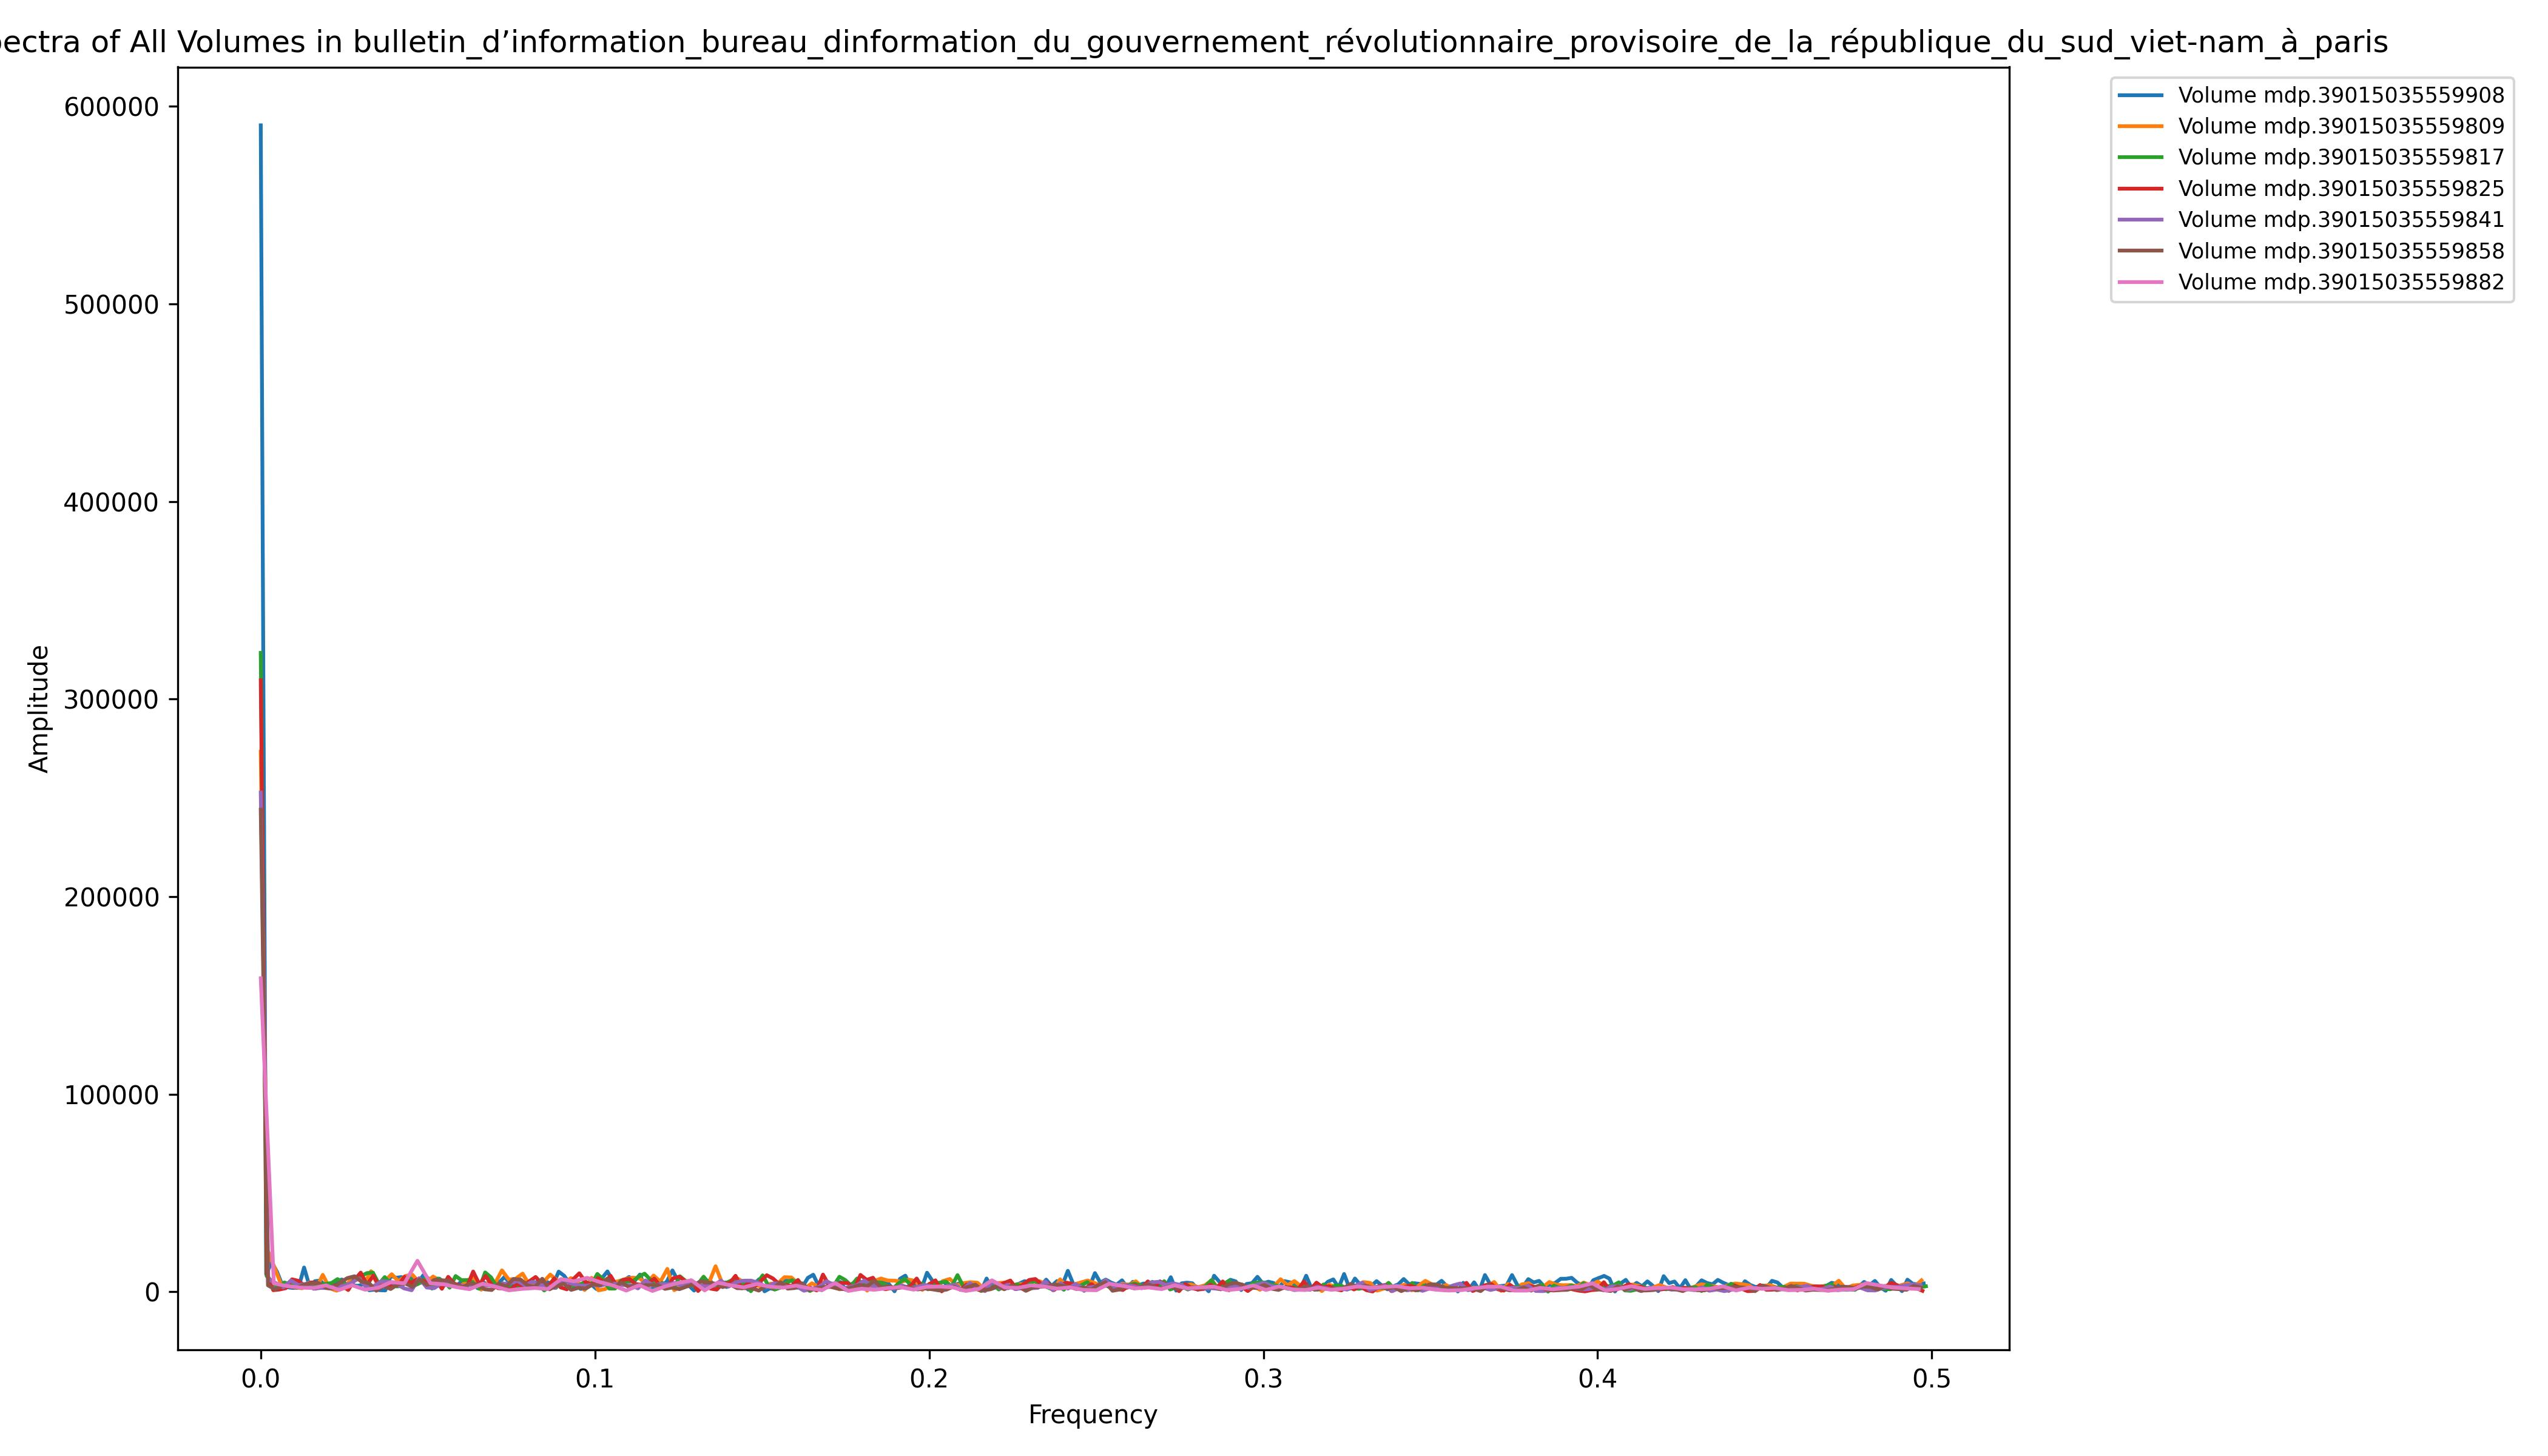 ectra of All Volumes in bulletin_d’information_bureau_dinformation_du_gouvernement_révolutionnaire_provisoire_de_la_république_du_sud_viet-nam_à_paris
Volume mdp.39015035559908
Volume mdp.39015035559809
Volume mdp.39015035559817
Volume mdp.39015035559825
Volume mdp.39015035559841
Volume mdp.39015035559858
Volume mdp.39015035559882
Amplitude
600000
500000
400000
300000
200000
100000
0
0.0 0.1 0.2 0.3 0.4 0.5
Frequency